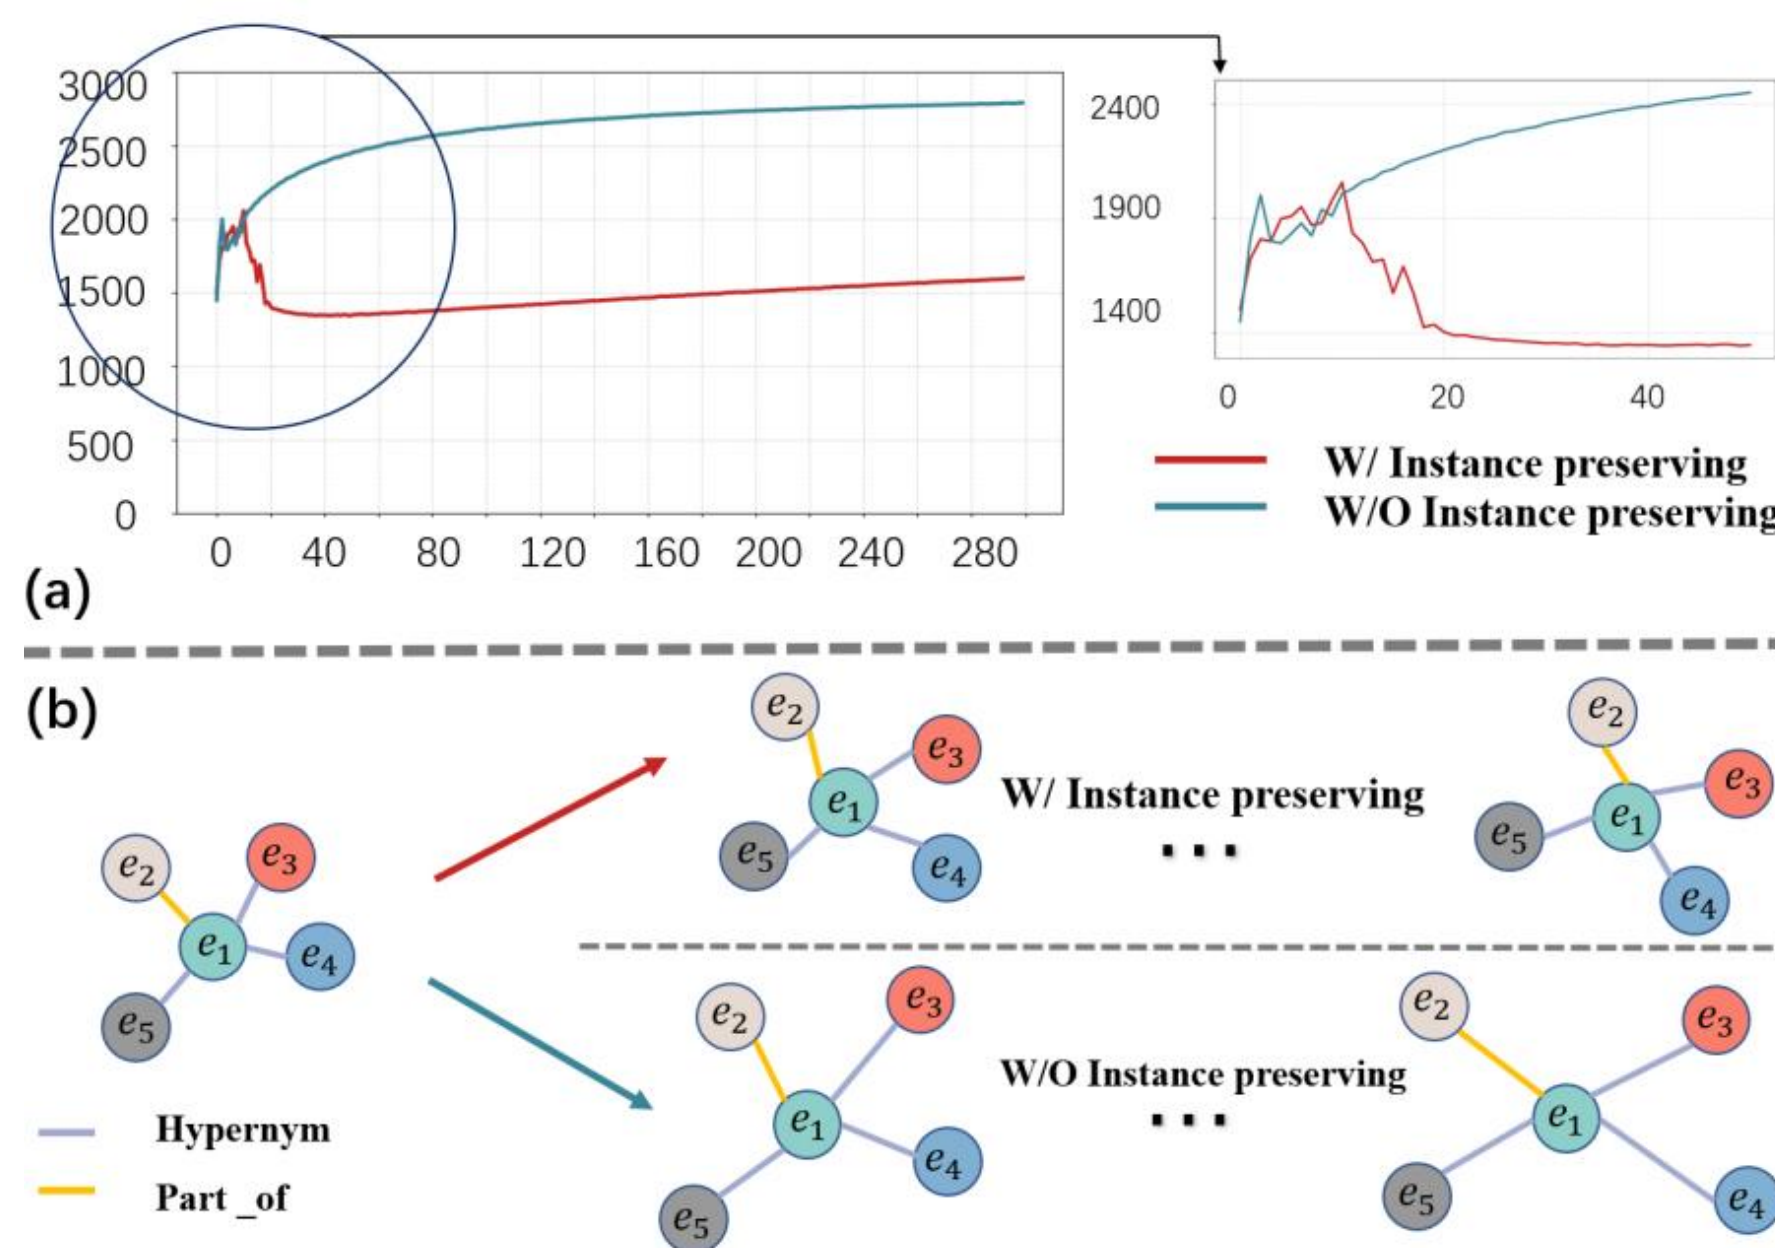 3000
2500
2000
1500
1000
500
0
0 40 80 120 160 200 240 280
2400
1900
1400
0 20 40
W/ Instance preserving
W/O Instance preserving
(a)
(b)
e2
e3
e1
e4
e5
Hypernym
Part _of
e2
e3
e1
e5
e4
W/ Instance preserving
...
e2
e3
e1
e5
e4
e2
e3
e1
e4
e5
W/O Instance preserving
...
e2
e3
e1
e5
e4